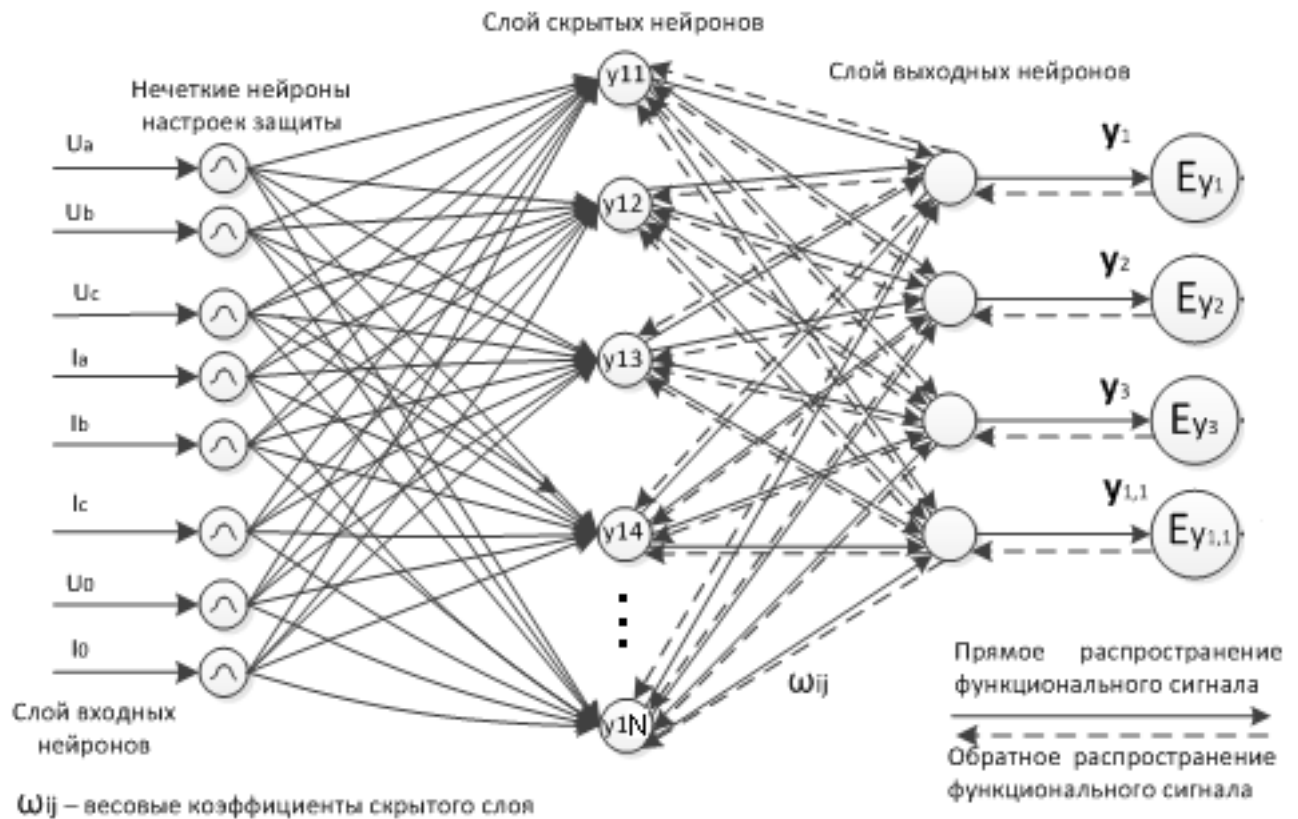 Слой скрытых нейронов
Слой выходных нейронов
Нечеткие нейроны
настроек защиты
Ua
Ub
Uc
Ia
Ib
Ic
U0
I0
Слой входных
нейронов
y11
y12
y13
y14
y1N
y1
y2
y3
y1,1
Ey1
Ey2
Ey3
Ey1,1
ωij
Прямое распространение
функционального сигнала
Обратное распространение
функционального сигнала
ωij – весовые коэффициенты скрытого слоя